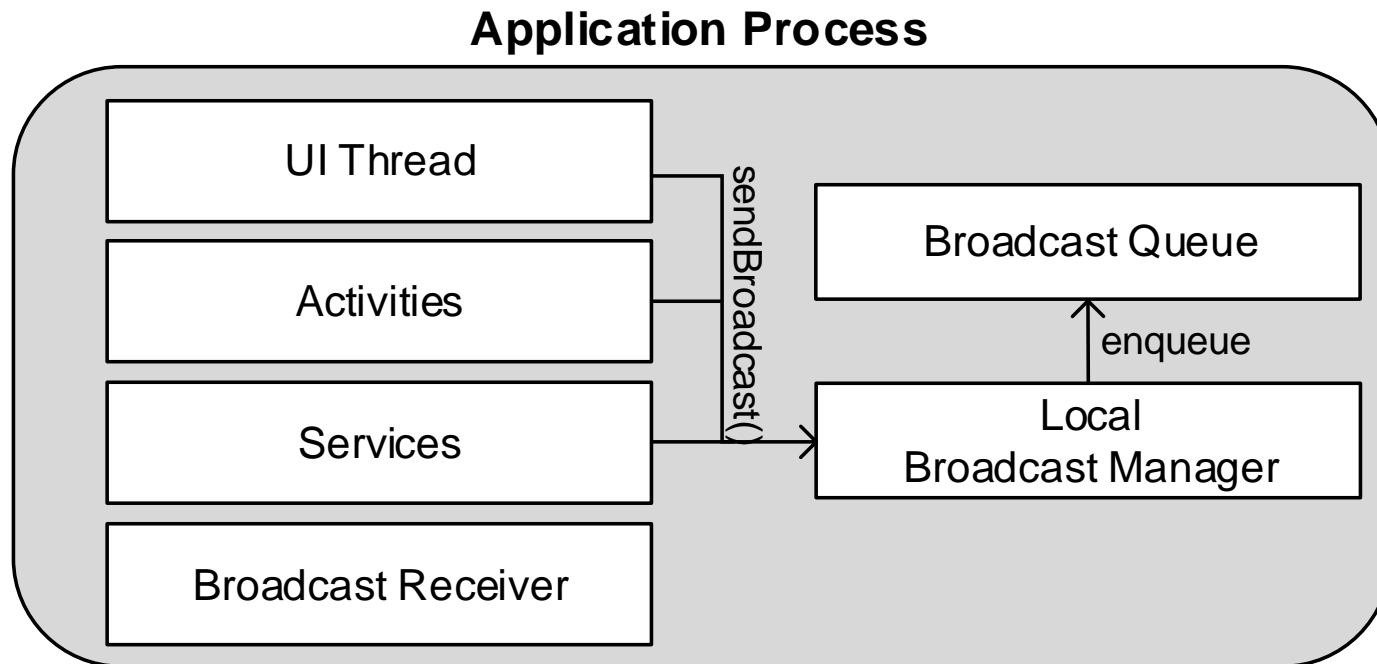 Application Process
UI Thread
Activities
Services
Broadcast Receiver
sendBroadcast()
Broadcast Queue
enqueue
Local
Broadcast Manager